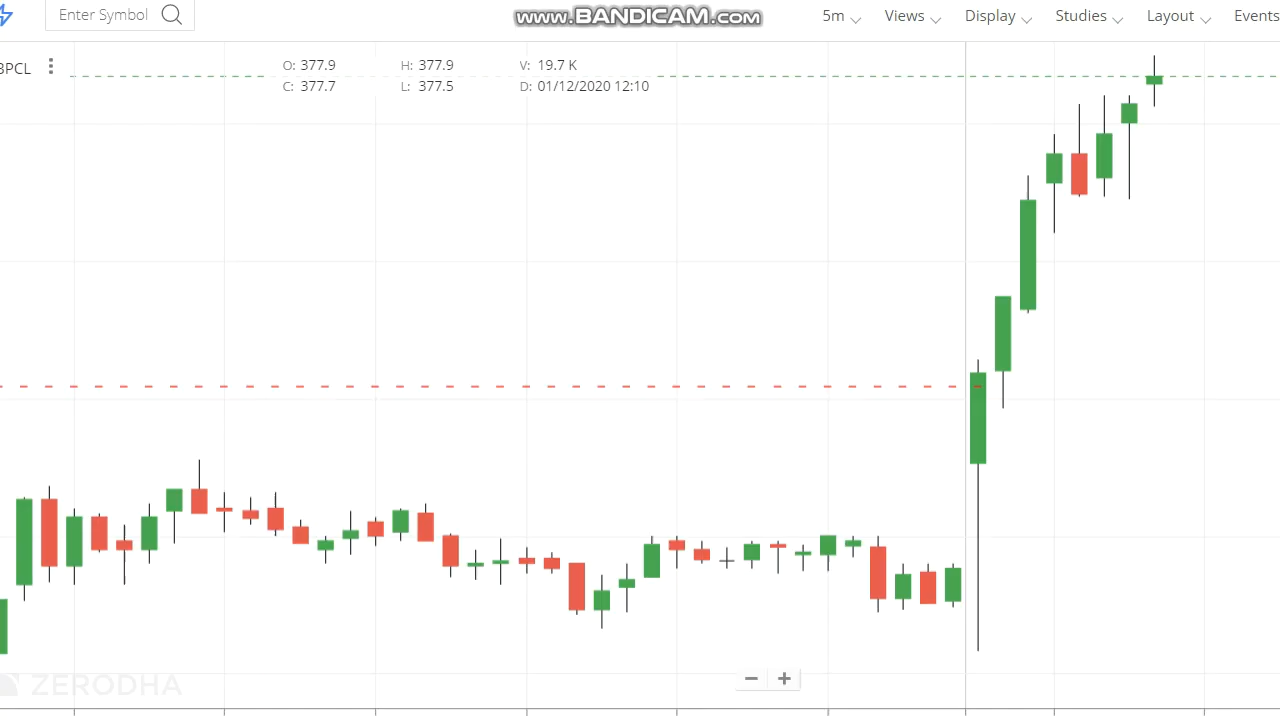 Enter Symbol
www.BANDICAM.com
5m Views Display Studies Layout Events
BPCL
O: 377.9 H: 377.9 V: 19.7 K
C: 377.7 L: 377.5 D: 01/12/2020 12:10
ZERODHA